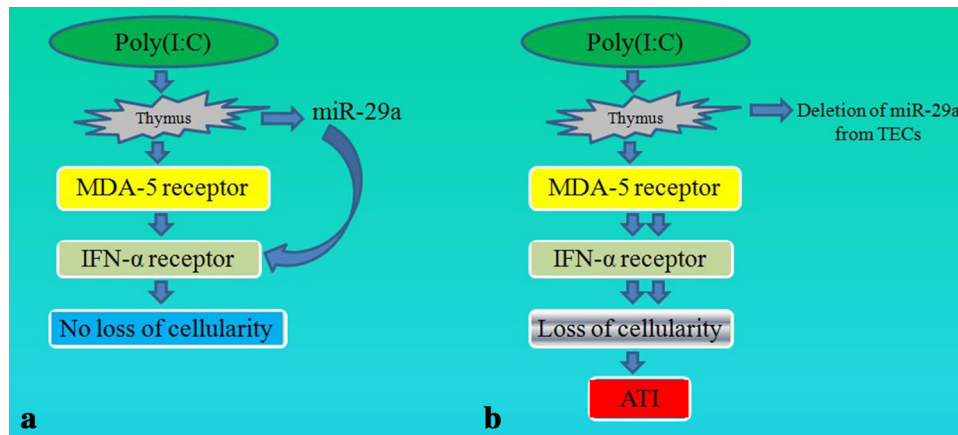 Poly(I:C)
Thymus
miR-29a
MDA-5 receptor
IFN-α receptor
No loss of cellularity
a
Poly(I:C)
Thymus
Deletion of miR-29a
from TECs
MDA-5 receptor
IFN-α receptor
Loss of cellularity
ATI
b